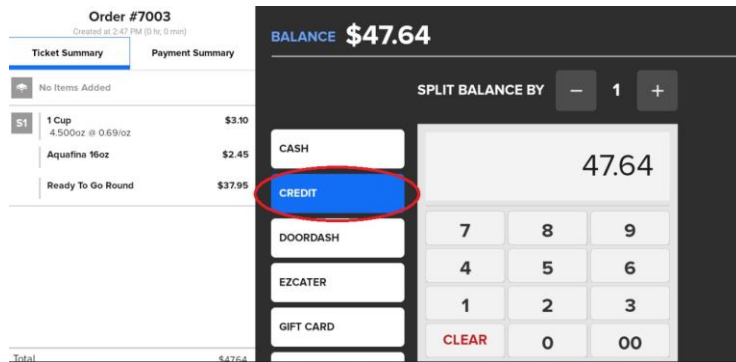 Order #7003
Created at 2:47 PM (0 hr, 0 min)
Ticket Summary
Payment Summary
No Items Added
S1
1 Cup $3.10
4.500oz @ 0.69/oz
Aquafina 16oz $2.45
Ready To Go Round $37.95
Total $47.64
BALANCE $47.64
SPLIT BALANCE BY − 1 +
CASH
CREDIT
DOORDASH
EZCATER
GIFT CARD
47.64
7 8 9
4 5 6
1 2 3
CLEAR 0 00